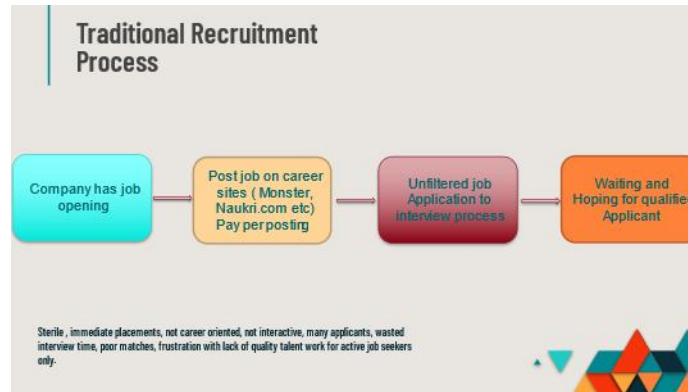 Traditional Recruitment
Process
Company has job
opening
Post job on career
sites ( Monster,
Naukri.com etc)
Pay per posting
Unfiltered job
Application to
interview process
Waiting and
Hoping for qualifie
Applicant
Sterile , immediate placements, not career oriented, not interactive, many applicants, wasted
interview time, poor matches, frustration with lack of quality talent work for active job seekers
only.